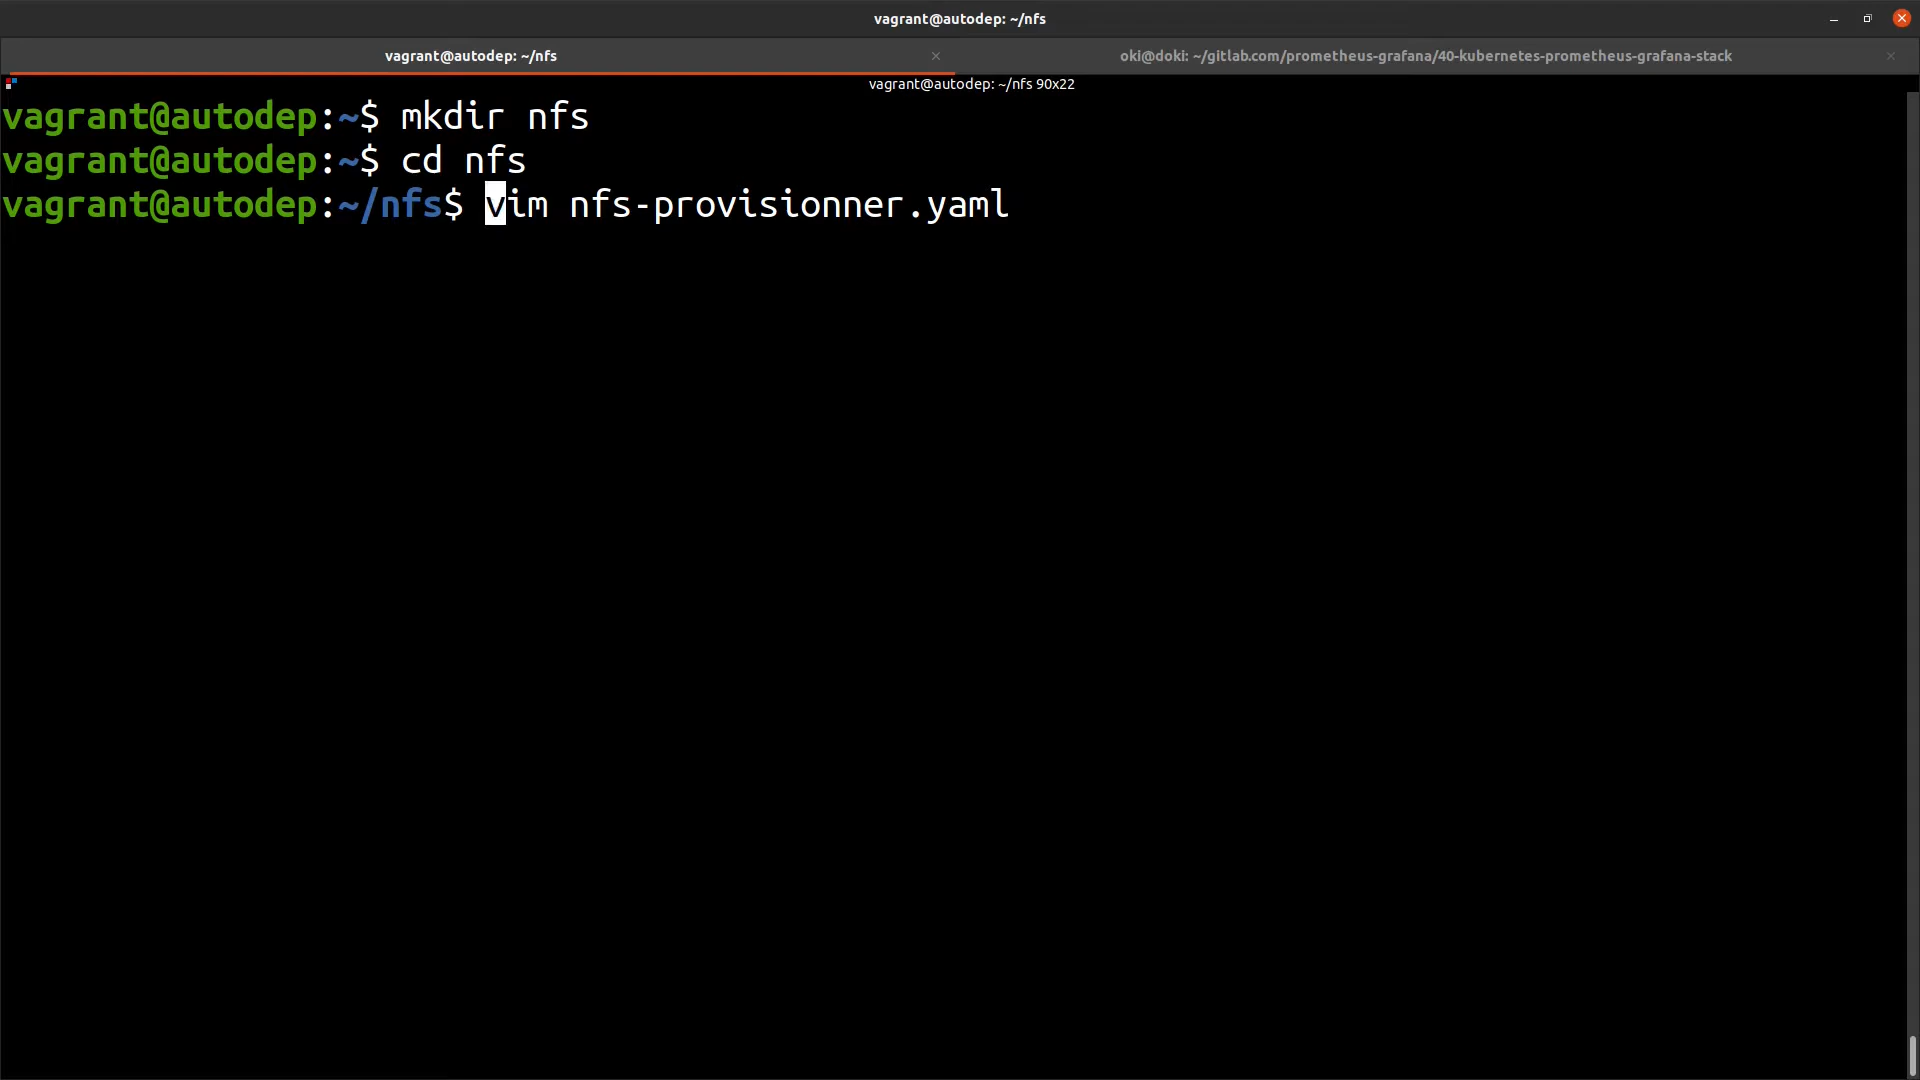 vagrant@autodep: ~/nfs
vagrant@autodep: ~/nfs
oki@doki: ~/gitlab.com/prometheus-grafana/40-kubernetes-prometheus-grafana-stack
vagrant@autodep: ~/nfs 90x22
vagrant@autodep:~$ mkdir nfs
vagrant@autodep:~$ cd nfs
vagrant@autodep:~/nfs$ vim nfs-provisionner.yaml